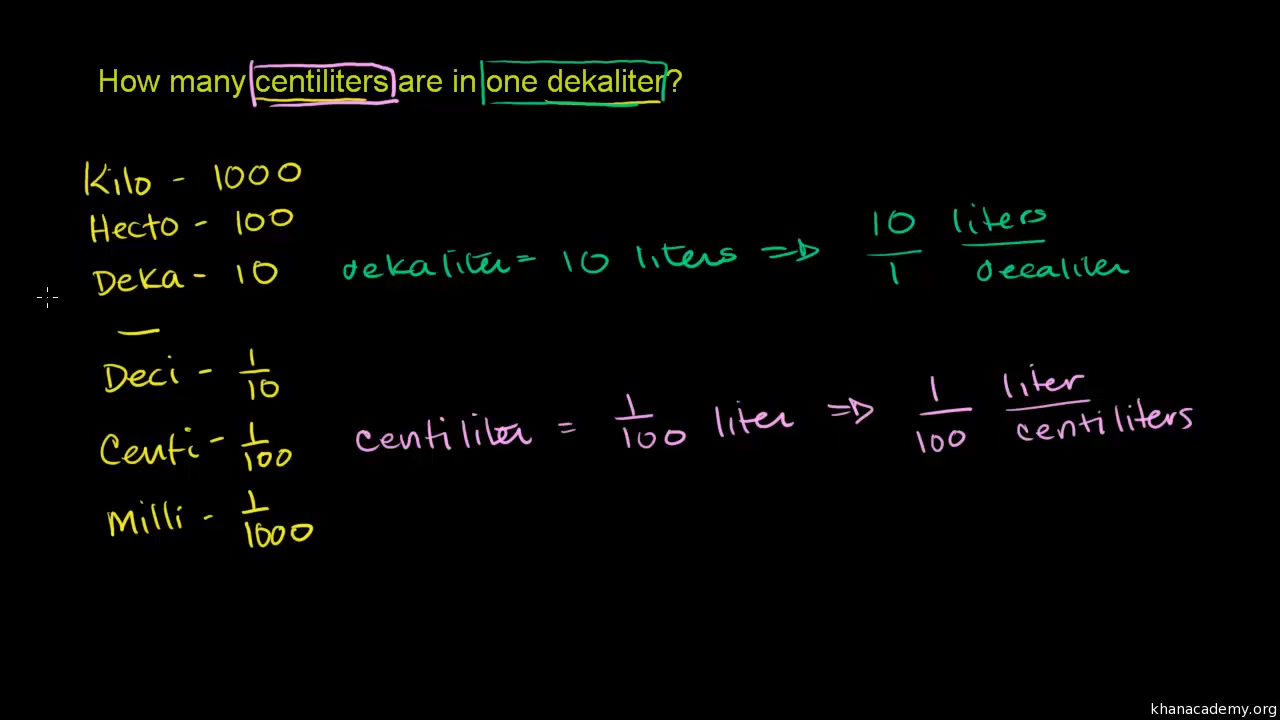 How many centiliters are in one dekaliter?
Kilo - 1000
Hecto - 100
Deka - 10
dekaliter = 10 liters ⇒ 10/1 liters/decaliter
Deci - 1/10
Centi - 1/100
centiliter = 1/100 liter ⇒ 1/100 liter/centiliters
Milli - 1/1000
khanacademy.org